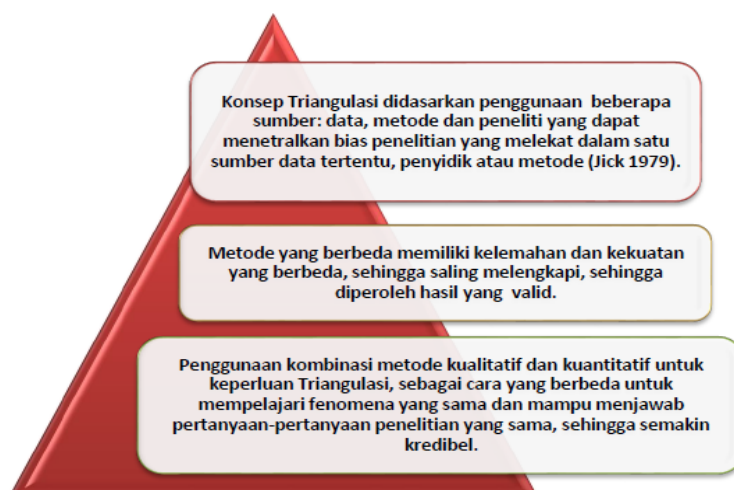 Konsep Triangulasi didasarkan penggunaan beberapa
sumber: data, metode dan peneliti yang dapat
menetralkan bias penelitian yang melekat dalam satu
sumber data tertentu, penyidik atau metode (Jick 1979).
Metode yang berbeda memiliki kelemahan dan kekuatan
yang berbeda, sehingga saling melengkapi, sehingga
diperoleh hasil yang valid.
Penggunaan kombinasi metode kualitatif dan kuantitatif untuk
keperluan Triangulasi, sebagai cara yang berbeda untuk
mempelajari fenomena yang sama dan mampu menjawab
pertanyaan-pertanyaan penelitian yang sama, sehingga semakin
kredibel.